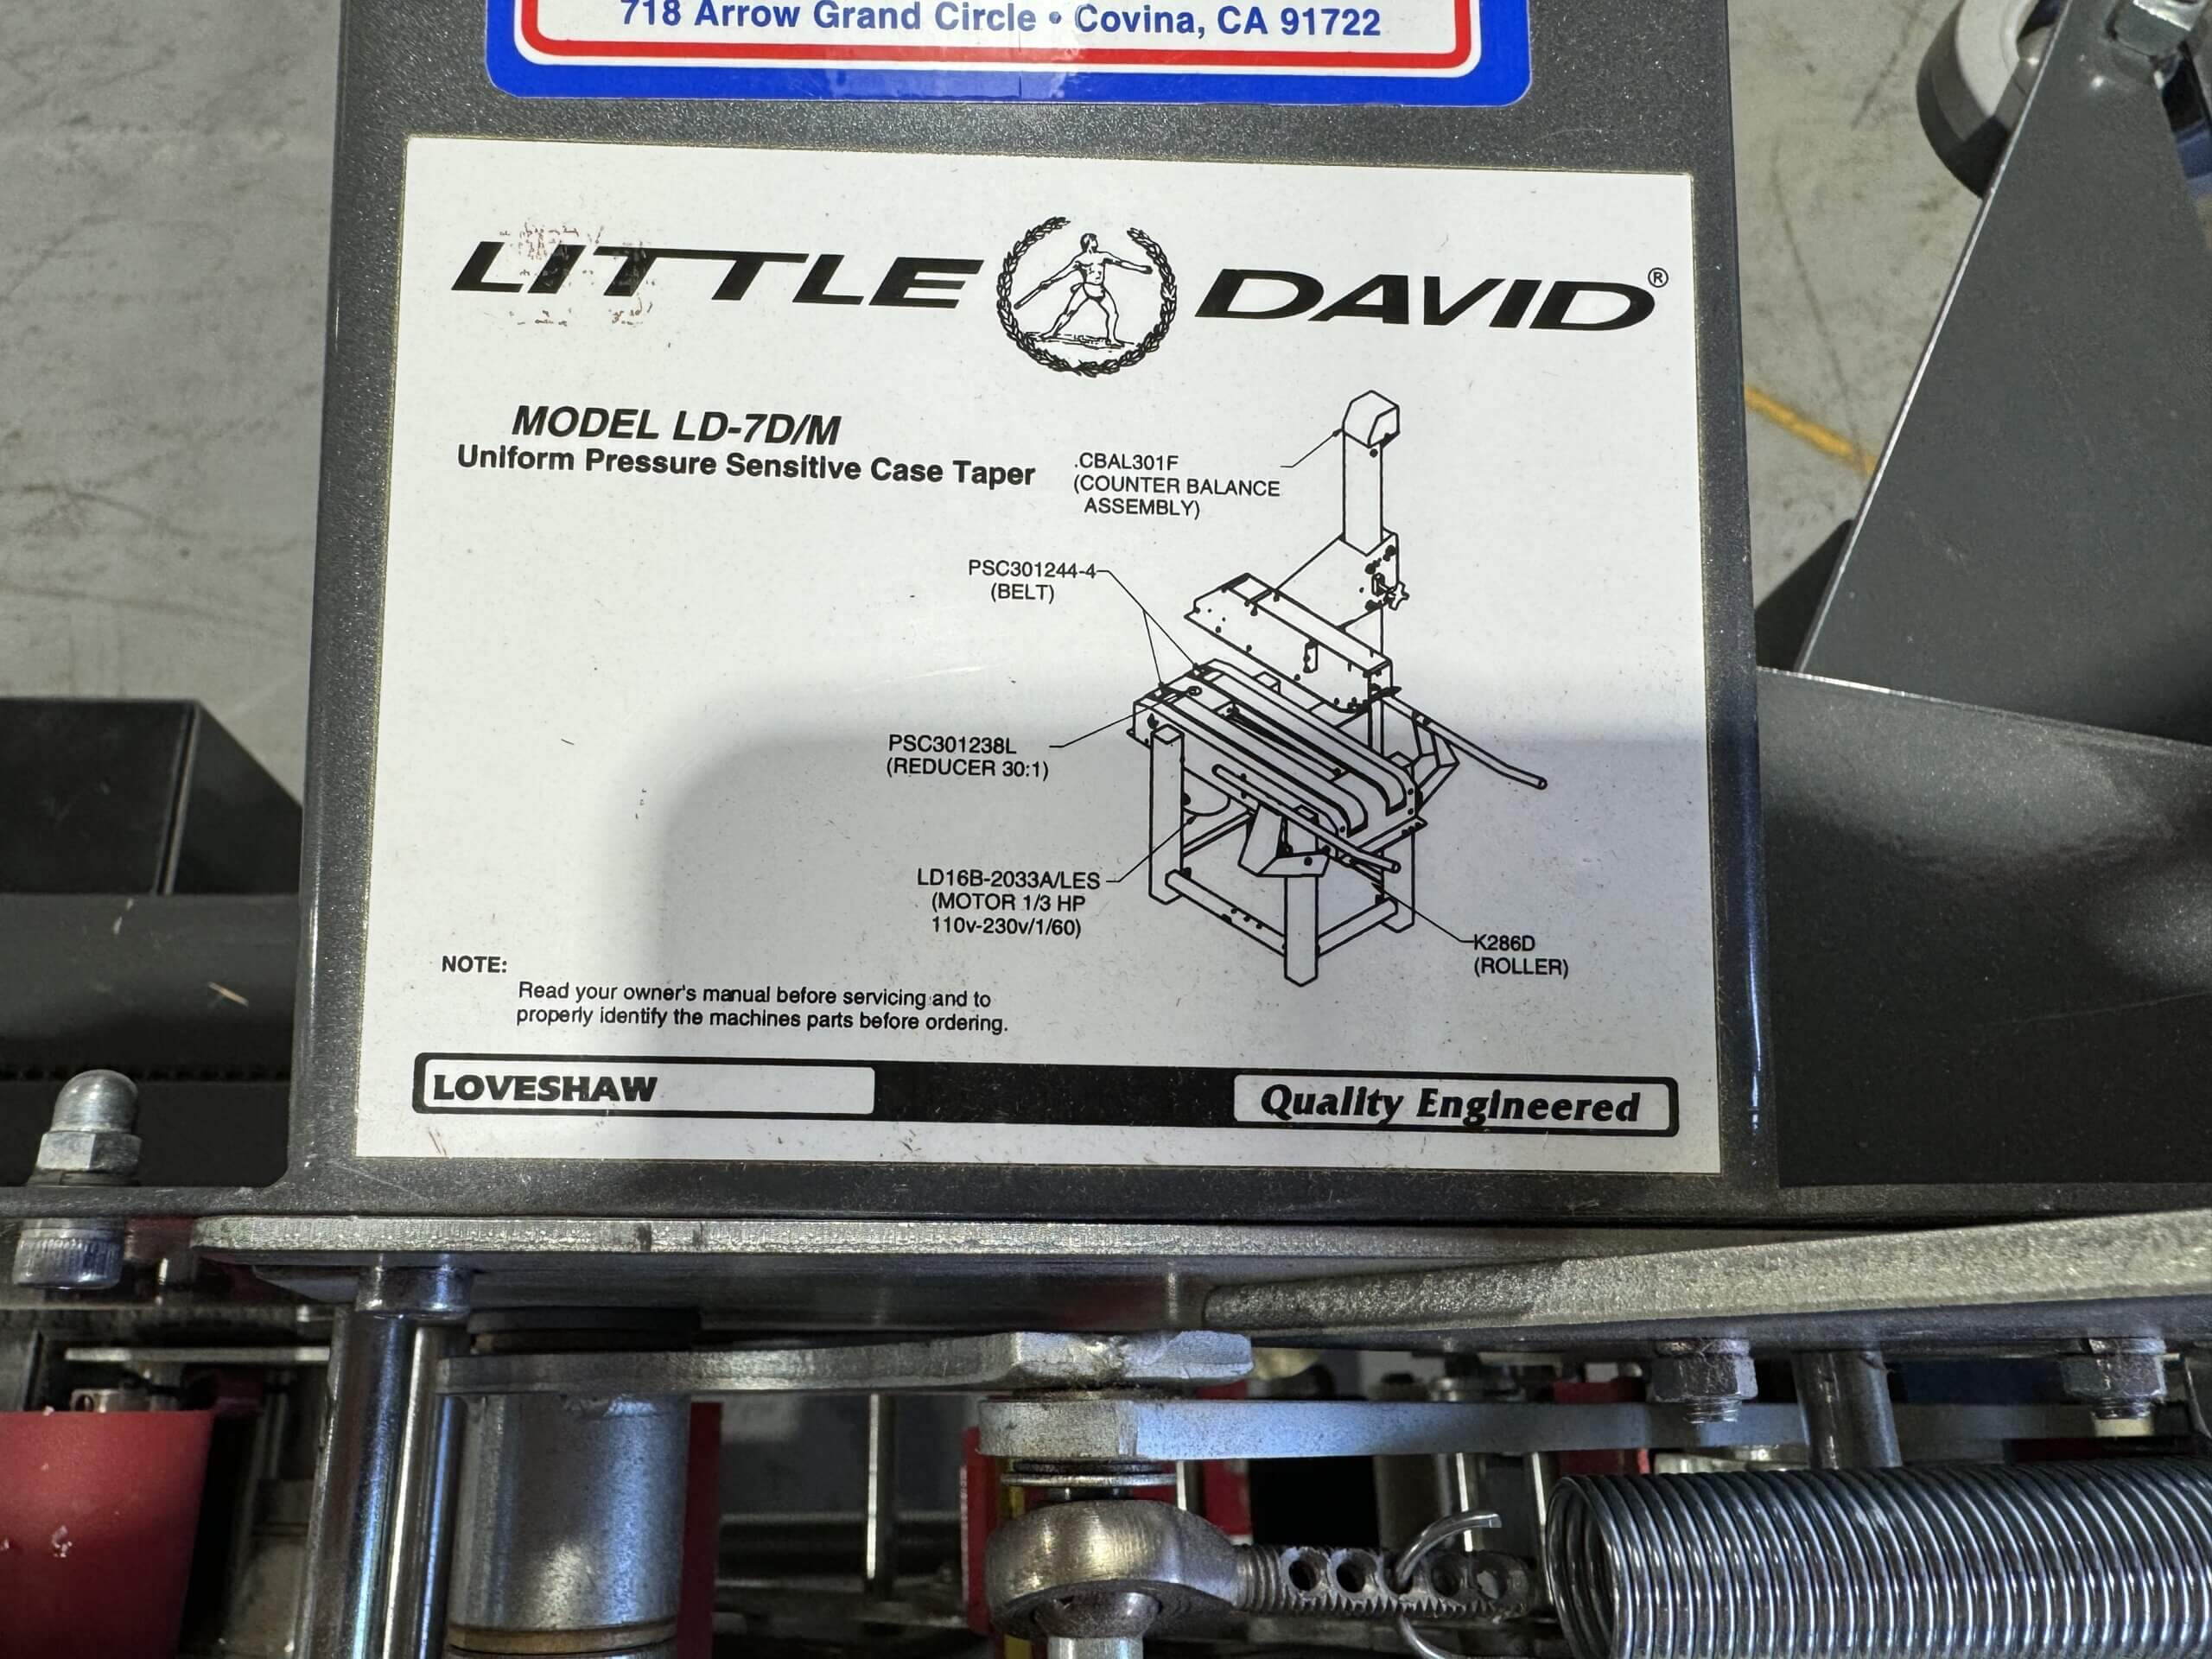 718 Arrow Grand Circle • Covina, CA 91722
LITTLE DAVID®
MODEL LD-7D/M
Uniform Pressure Sensitive Case Taper
.CBAL301F
(COUNTER BALANCE
ASSEMBLY)
PSC301244-4
(BELT)
PSC301238L
(REDUCER 30:1)
LD16B-2033A/LES
(MOTOR 1/3 HP
110v-230v/1/60)
K286D
(ROLLER)
NOTE:
Read your owner's manual before servicing and to
properly identify the machines parts before ordering.
LOVESHAW
Quality Engineered